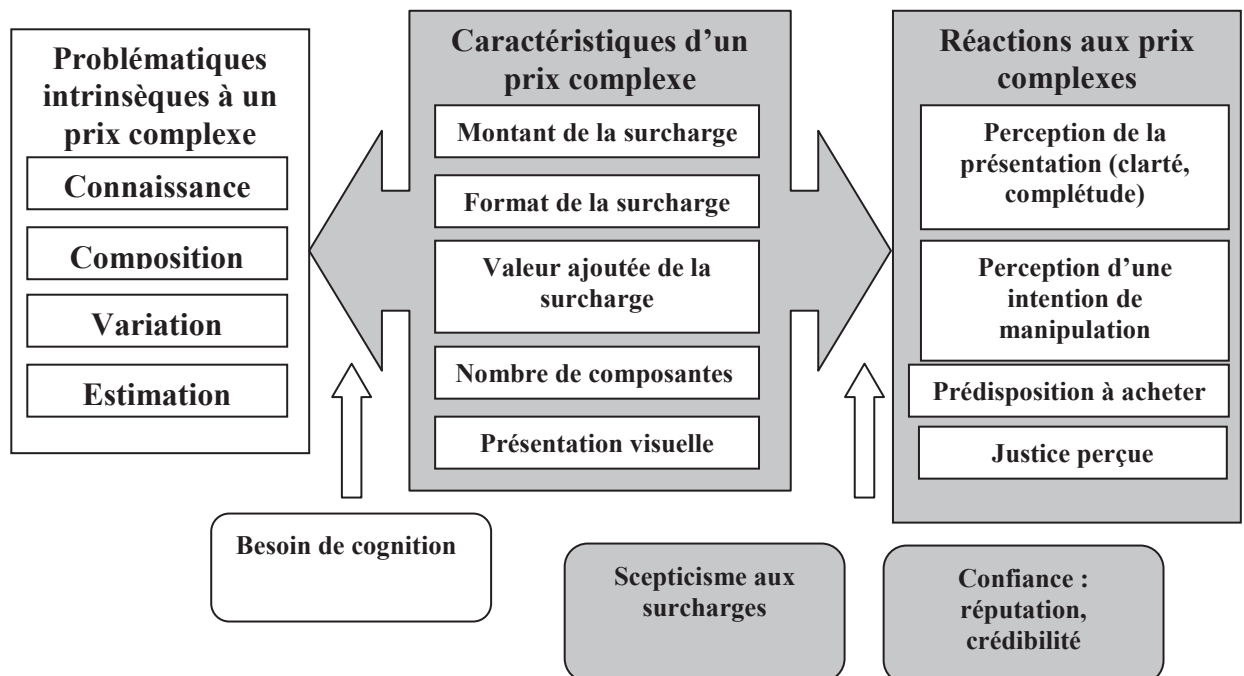 Problématiques
intrinsèques à un
prix complexe
Connaissance
Composition
Variation
Estimation
Caractéristiques d’un
prix complexe
Montant de la surcharge
Format de la surcharge
Valeur ajoutée de la
surcharge
Nombre de composantes
Présentation visuelle
Réactions aux prix
complexes
Perception de la
présentation (clarté,
complétude)
Perception d’une
intention de
manipulation
Prédisposition à acheter
Justice perçue
Besoin de cognition
Scepticisme aux
surcharges
Confiance :
réputation,
crédibilité